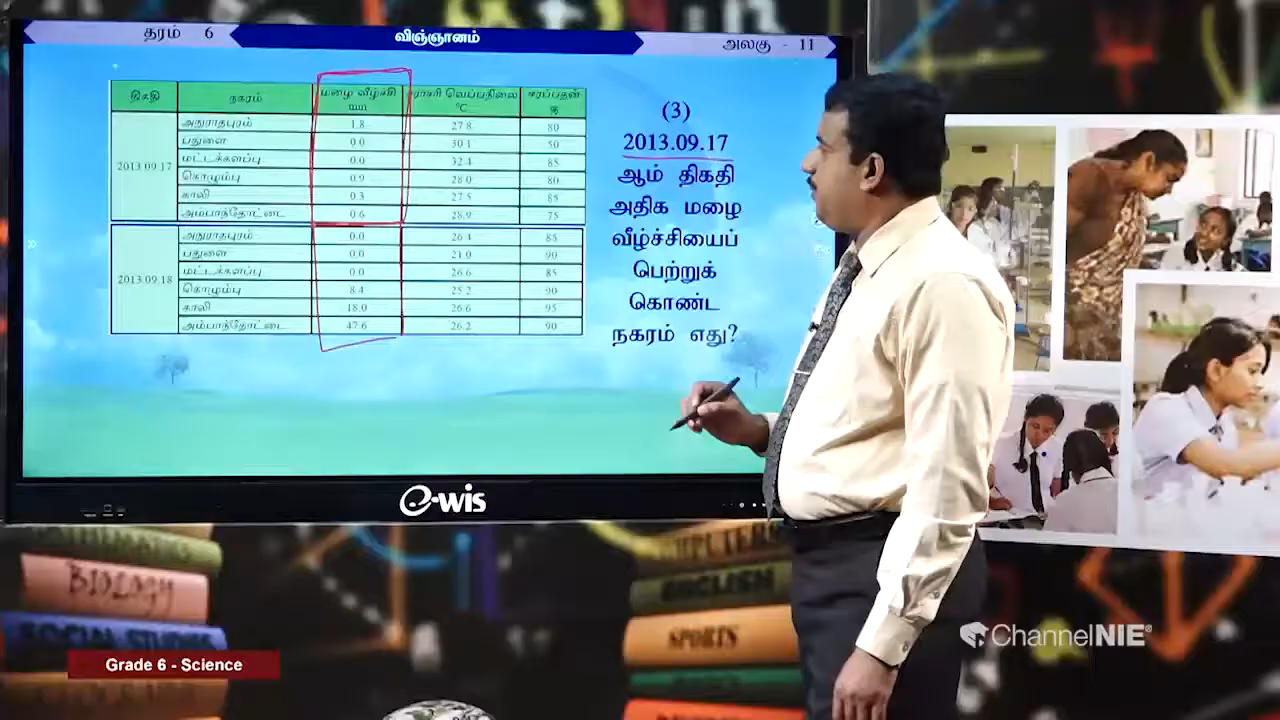 தரம் 6
விஞ்ஞானம்
அலகு - 11
திகதி நகரம் மழை வீழ்ச்சி mm ராசரி வெப்பநிலை °C ஈரப்பதன்
2013.09.17
அநுராதபுரம் 1.8 27.8 80
பதுளை 0.0 30.1 50
மட்டக்களப்பு 0.0 32.4 85
கொழும்பு 0.9 28.0 80
காலி 0.3 27.5 85
அம்பாந்தோட்டை 0.6 28.9 75
2013.09.18
அநுராதபுரம் 0.0 26.4 85
பதுளை 0.0 21.0 90
மட்டக்களப்பு 0.0 26.6 85
கொழும்பு 8.4 25.2 90
காலி 18.0 26.6 95
அம்பாந்தோட்டை 47.6 26.2 90
(3)
2013.09.17
ஆம் திகதி
அதிக மழை
வீழ்ச்சியைப்
பெற்றுக்
கொண்ட
நகரம் எது?
e-wis
MATHEMATICS
BIOLOGY
SOCIAL STUDIES
COMPUTER
ENGLISH
SPORTS
Grade 6 - Science
ChannelNIE